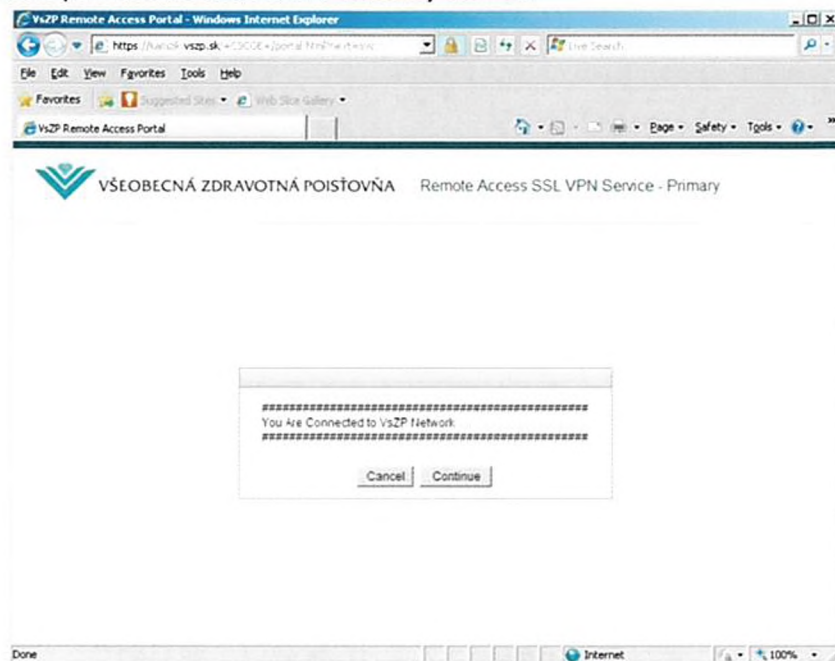 VsZP Remote Access Portal - Windows Internet Explorer
https:// vszp.sk
Live Search
File Edit View Favorites Tools Help
Favorites Suggested Sites Web Slice Gallery
VsZP Remote Access Portal Page Safety Tools
VŠEOBECNÁ ZDRAVOTNÁ POISŤOVŇA Remote Access SSL VPN Service - Primary
You Are Connected to VsZP Network
Cancel Continue
Done Internet 100%